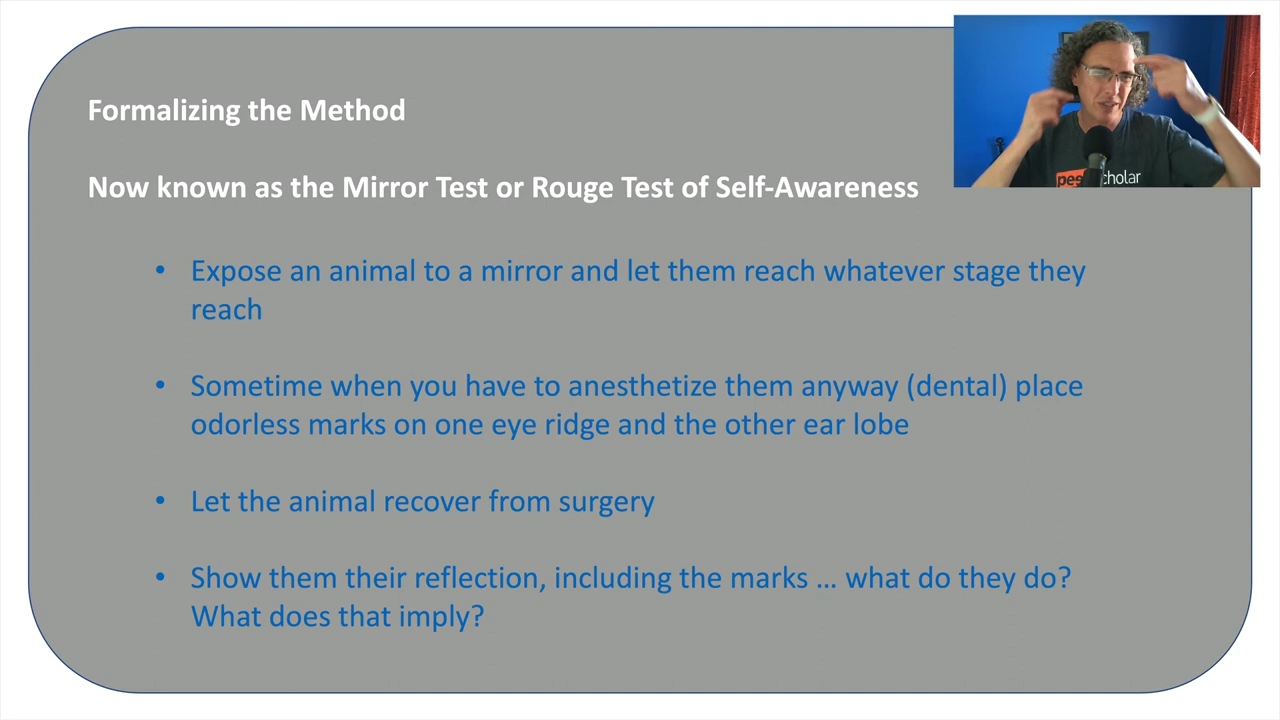 Formalizing the Method
Now known as the Mirror Test or Rouge Test of Self-Awareness
• Expose an animal to a mirror and let them reach whatever stage they
reach
• Sometime when you have to anesthetize them anyway (dental) place
odorless marks on one eye ridge and the other ear lobe
• Let the animal recover from surgery
• Show them their reflection, including the marks … what do they do?
What does that imply?